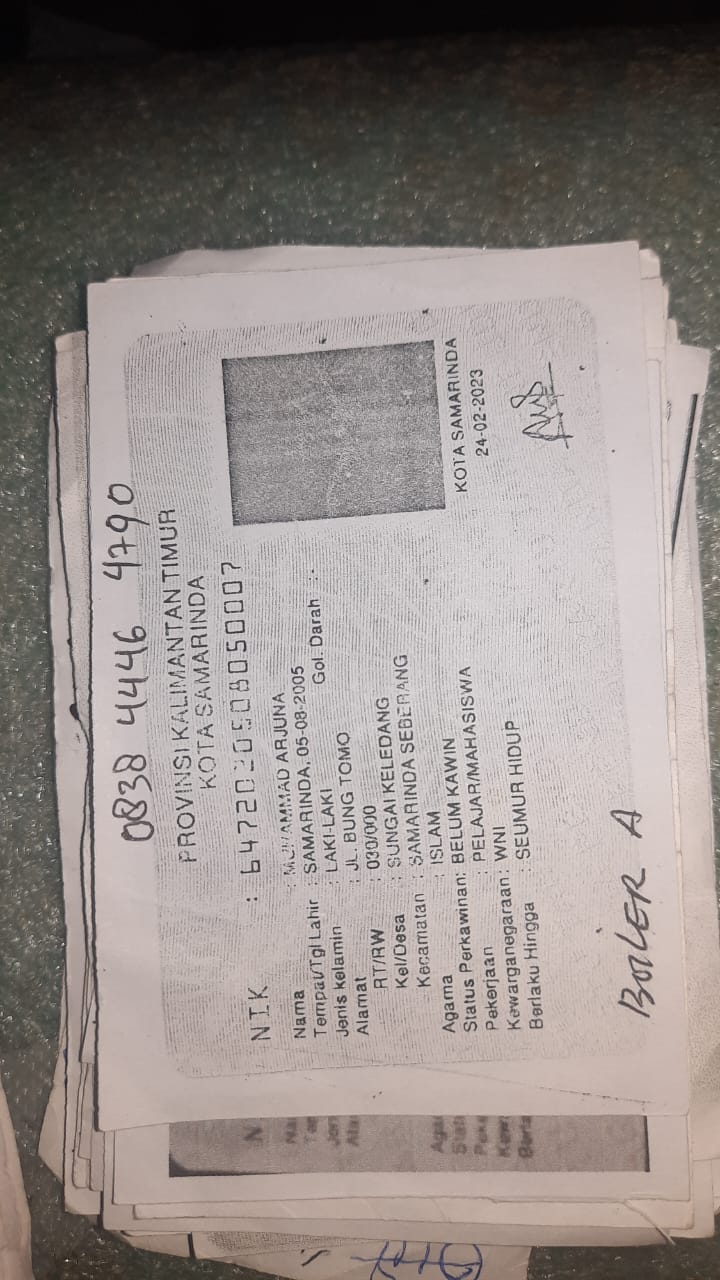 0838 4446 4790
PROVINSI KALIMANTAN TIMUR
KOTA SAMARINDA
NIK : 6472020508050007
Nama : MUHAMMAD ARJUNA
Tempat/Tgl Lahir : SAMARINDA, 05-08-2005
Jenis kelamin : LAKI-LAKI Gol. Darah : -
Alamat : JL. BUNG TOMO
RT/RW : 030/000
Kel/Desa : SUNGAI KELEDANG
Kecamatan : SAMARINDA SEBERANG
Agama : ISLAM
Status Perkawinan: BELUM KAWIN
Pekerjaan : PELAJAR/MAHASISWA
Kewarganegaraan: WNI
Berlaku Hingga : SEUMUR HIDUP
KOTA SAMARINDA
24-02-2023
BOILER A